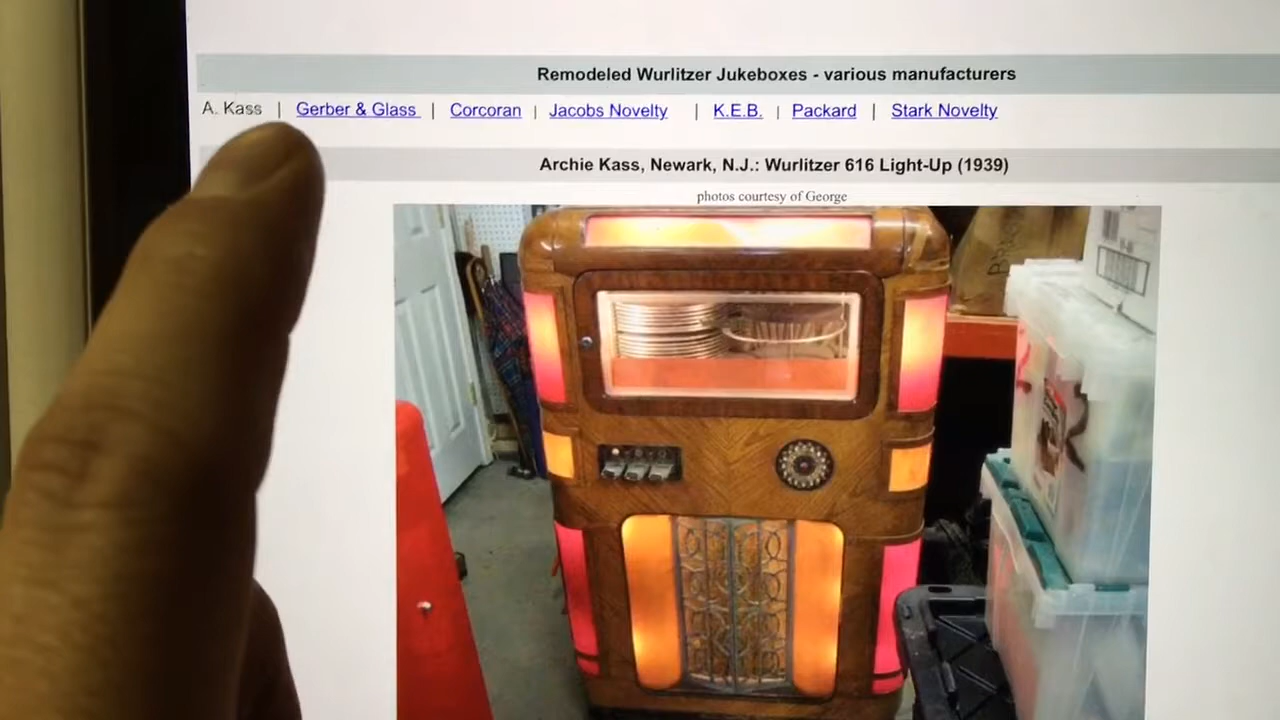 Remodeled Wurlitzer Jukeboxes - various manufacturers
A. Kass | Gerber & Glass | Corcoran | Jacobs Novelty | K.E.B. | Packard | Stark Novelty
Archie Kass, Newark, N.J.: Wurlitzer 616 Light-Up (1939)
photos courtesy of George